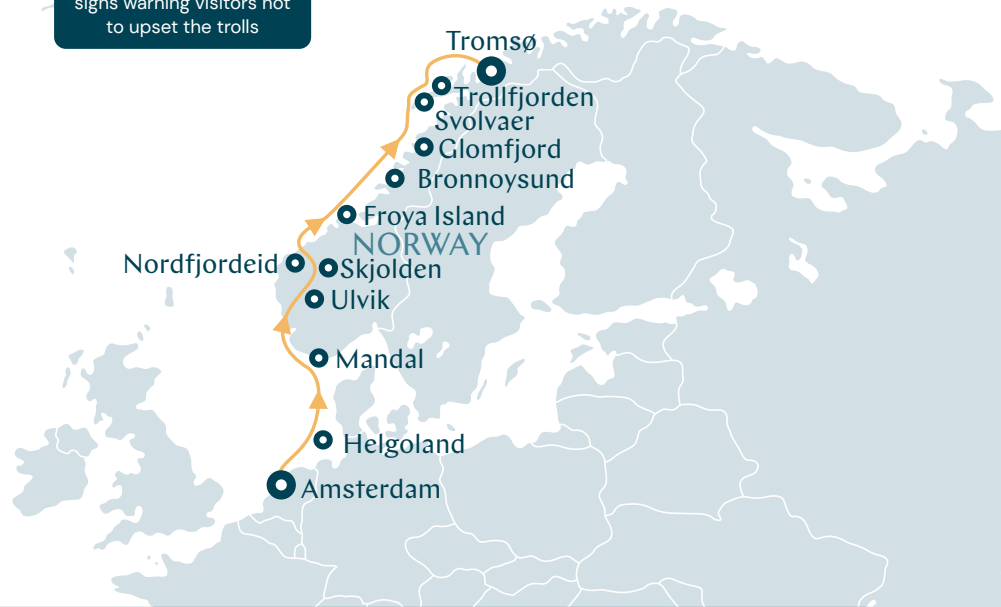 signs warning visitors not
to upset the trolls
Tromsø
Trollfjorden
Svolvaer
Glomfjord
Bronnoysund
Froya Island
NORWAY
Nordfjordeid
Skjolden
Ulvik
Mandal
Helgoland
Amsterdam